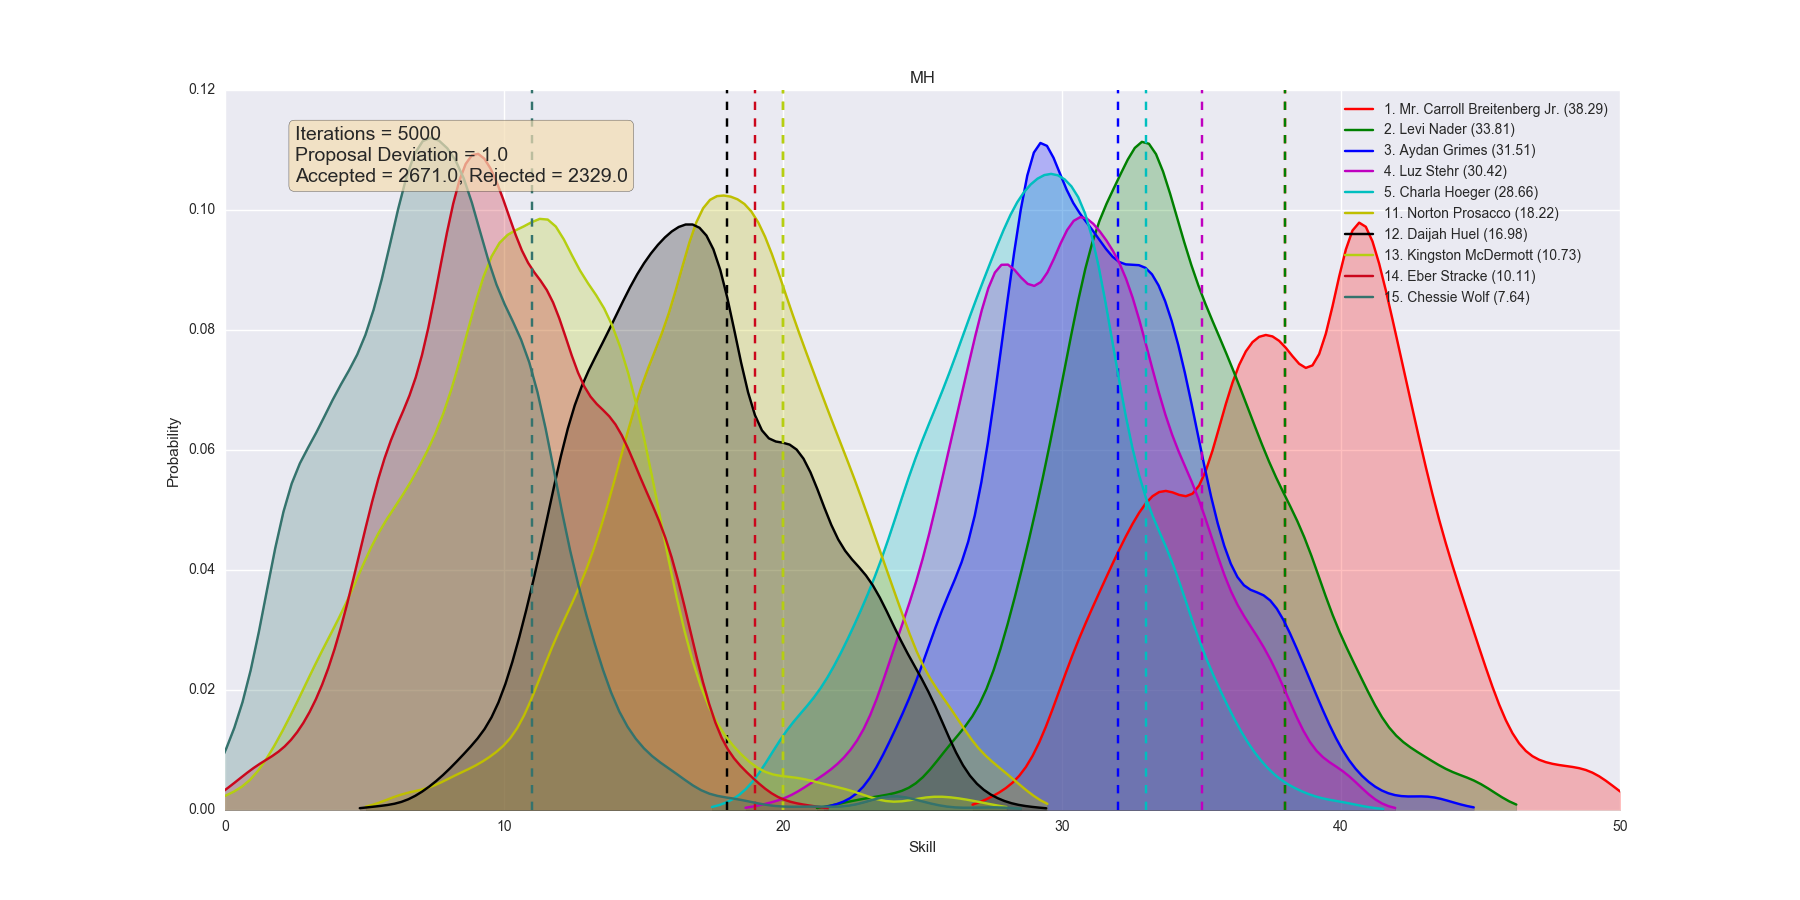 MH
0.12
0.10
0.08
0.06
0.04
0.02
0.00
Probability
Iterations = 5000
Proposal Deviation = 1.0
Accepted = 2671.0, Rejected = 2329.0
1. Mr. Carroll Breitenberg Jr. (38.29)
2. Levi Nader (33.81)
3. Aydan Grimes (31.51)
4. Luz Stehr (30.42)
5. Charla Hoeger (28.66)
11. Norton Prosacco (18.22)
12. Daijah Huel (16.98)
13. Kingston McDermott (10.73)
14. Eber Stracke (10.11)
15. Chessie Wolf (7.64)
0 10 20 30 40 50
Skill